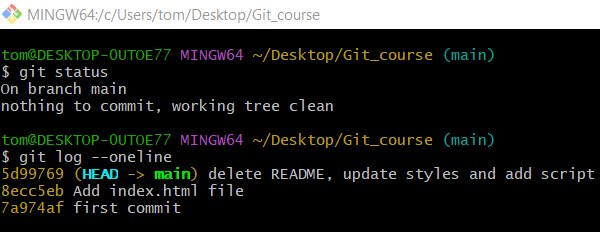 MINGW64:/c/Users/tom/Desktop/Git_course
tom@DESKTOP-OUTOE77 MINGW64 ~/Desktop/Git_course (main)
$ git status
On branch main
nothing to commit, working tree clean
tom@DESKTOP-OUTOE77 MINGW64 ~/Desktop/Git_course (main)
$ git log --oneline
5d99769 (HEAD -> main) delete README, update styles and add script
8ecc5eb Add index.html file
7a974af first commit